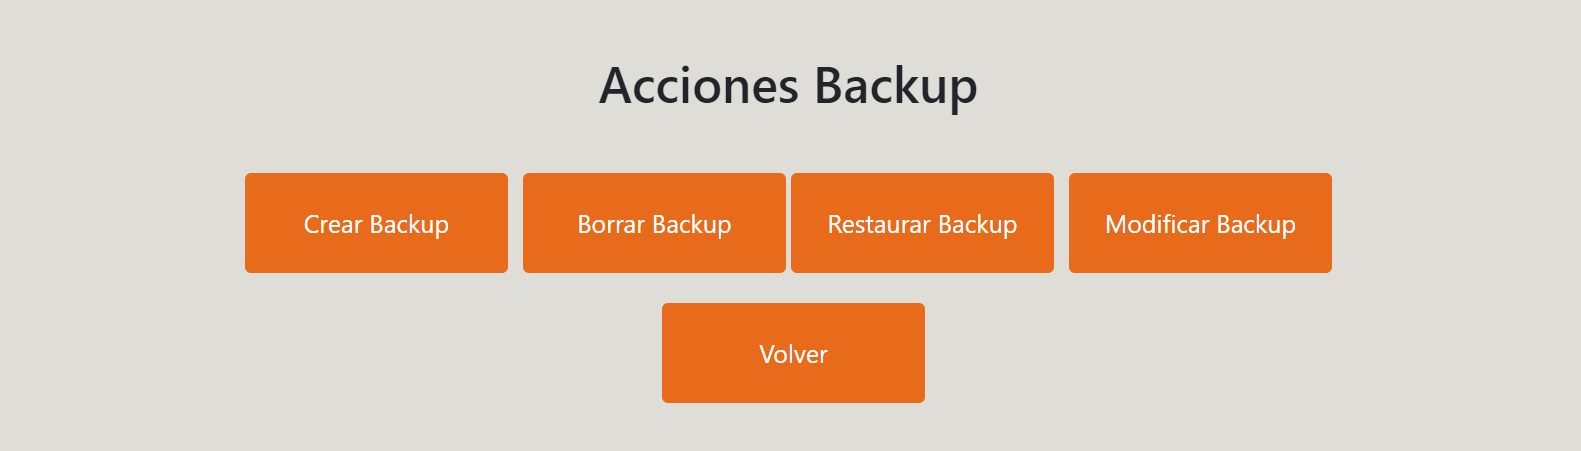 Acciones Backup
Crear Backup
Borrar Backup
Restaurar Backup
Modificar Backup
Volver